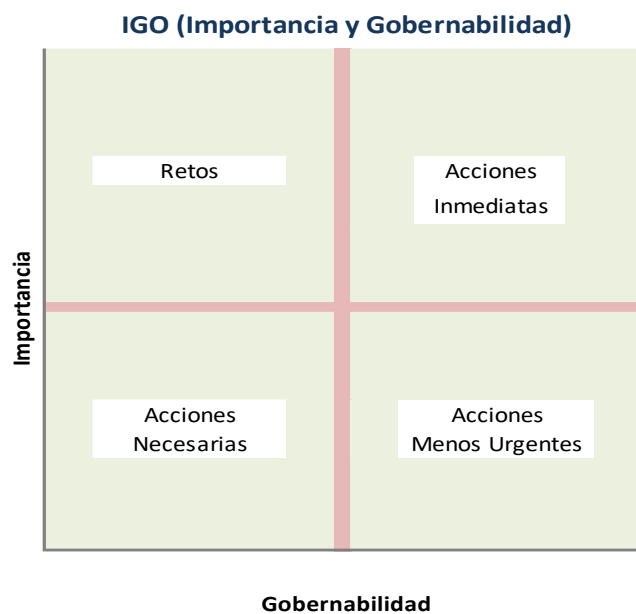 IGO (Importancia y Gobernabilidad)
Retos
Acciones
Inmediatas
Importancia
Acciones
Necesarias
Acciones
Menos Urgentes
Gobernabilidad